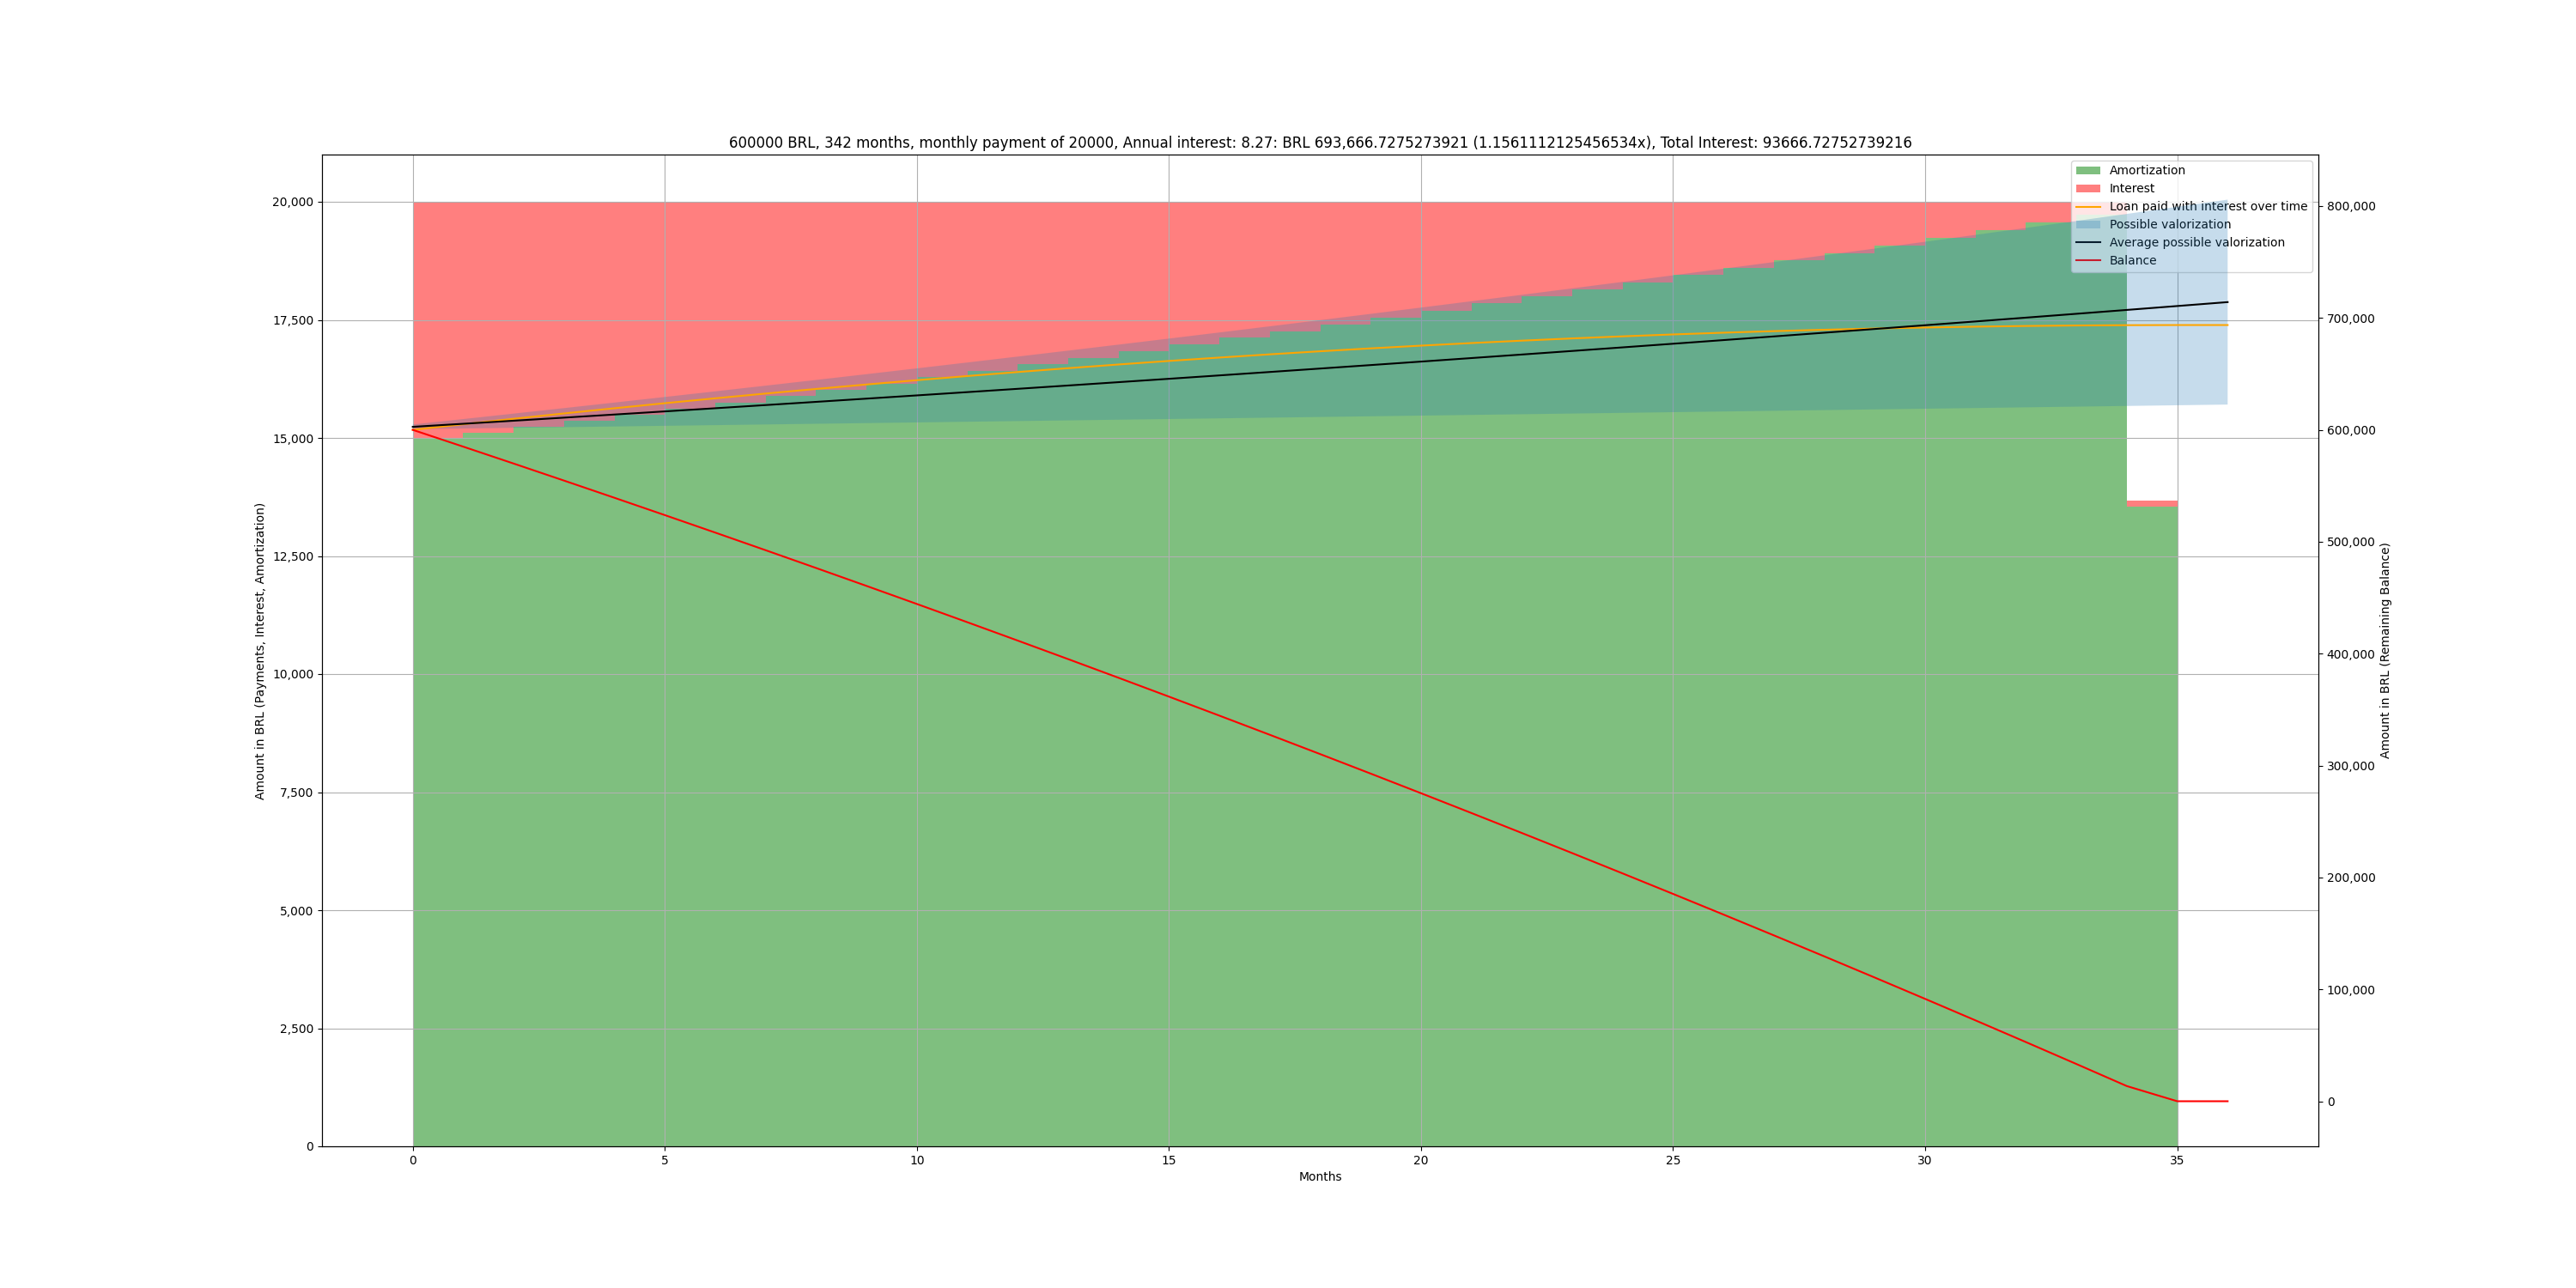 600000 BRL, 342 months, monthly payment of 20000, Annual interest: 8.27: BRL 693,666.7275273921 (1.1561112125456534x), Total Interest: 93666.72752739216
Amortization
Interest
Loan paid with interest over time
Possible valorization
Average possible valorization
Balance
Amount in BRL (Payments, Interest, Amortization)
20,000
17,500
15,000
12,500
10,000
7,500
5,000
2,500
0
800,000
700,000
600,000
500,000
400,000
300,000
200,000
100,000
0
Amount in BRL (Remaining Balance)
0 5 10 15 20 25 30 35
Months